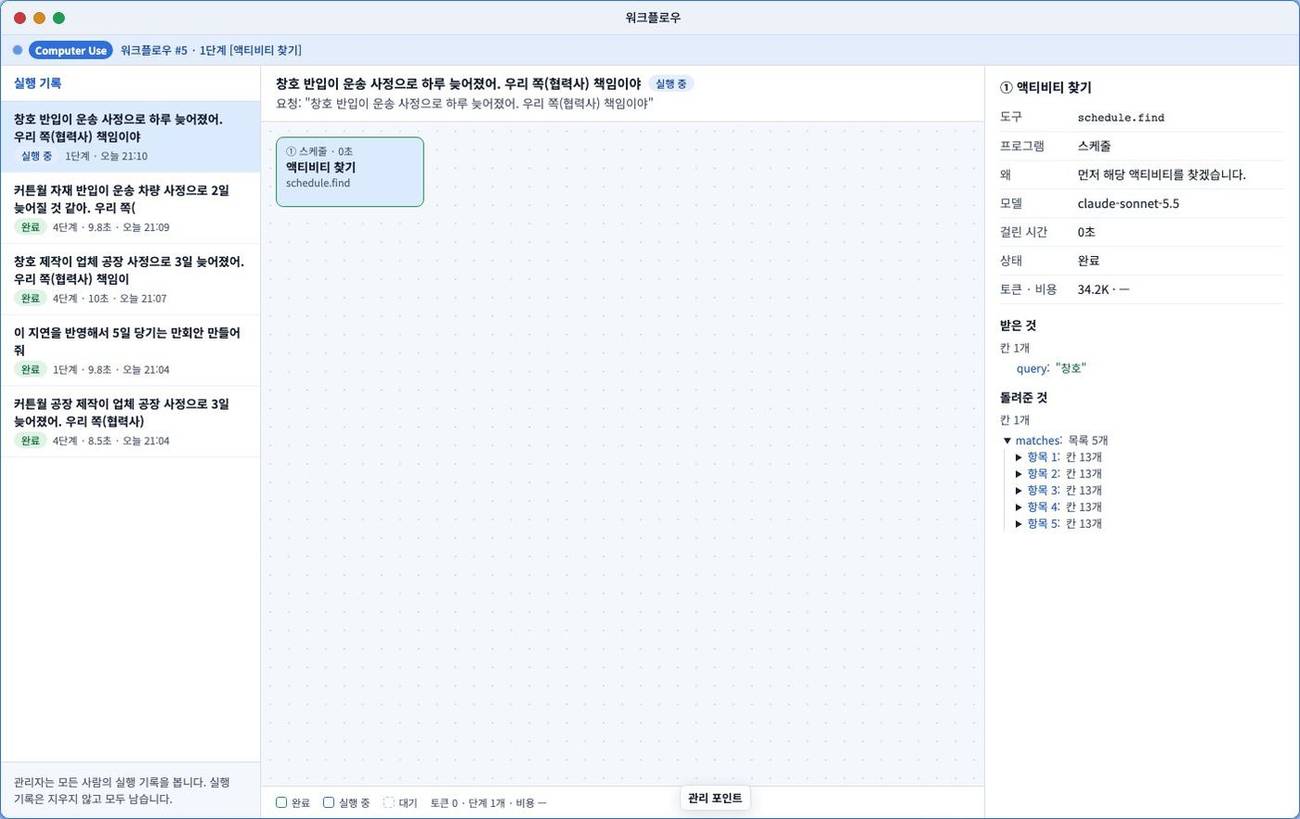 워크플로우
Computer Use 워크플로우 #5 · 1단계 [액티비티 찾기]
실행 기록
창호 반입이 운송 사정으로 하루 늦어졌어.
우리 쪽(협력사) 책임이야
실행 중 1단계 · 오늘 21:10
커튼월 자재 반입이 운송 차량 사정으로 2일
늦어질 것 같아. 우리 쪽(
완료 4단계 · 9.8초 · 오늘 21:09
창호 제작이 업체 공장 사정으로 3일 늦어졌어.
우리 쪽(협력사) 책임이
완료 4단계 · 10초 · 오늘 21:07
이 지연을 반영해서 5일 당기는 만회안 만들어
줘
완료 1단계 · 9.8초 · 오늘 21:04
커튼월 공장 제작이 업체 공장 사정으로 3일
늦어졌어. 우리 쪽(협력사)
완료 4단계 · 8.5초 · 오늘 21:04
관리자는 모든 사람의 실행 기록을 봅니다. 실행
기록은 지우지 않고 모두 남습니다.
창호 반입이 운송 사정으로 하루 늦어졌어. 우리 쪽(협력사) 책임이야 실행 중
요청: "창호 반입이 운송 사정으로 하루 늦어졌어. 우리 쪽(협력사) 책임이야"
① 스케줄 · 0초
액티비티 찾기
schedule.find
완료 실행 중 대기 토큰 0 · 단계 1개 · 비용 —
관리 포인트
① 액티비티 찾기
도구 schedule.find
프로그램 스케줄
왜 먼저 해당 액티비티를 찾겠습니다.
모델 claude-sonnet-5.5
걸린 시간 0초
상태 완료
토큰 · 비용 34.2K · —
받은 것
칸 1개
query: "창호"
돌려준 것
칸 1개
▼ matches: 목록 5개
▶ 항목 1: 칸 13개
▶ 항목 2: 칸 13개
▶ 항목 3: 칸 13개
▶ 항목 4: 칸 13개
▶ 항목 5: 칸 13개